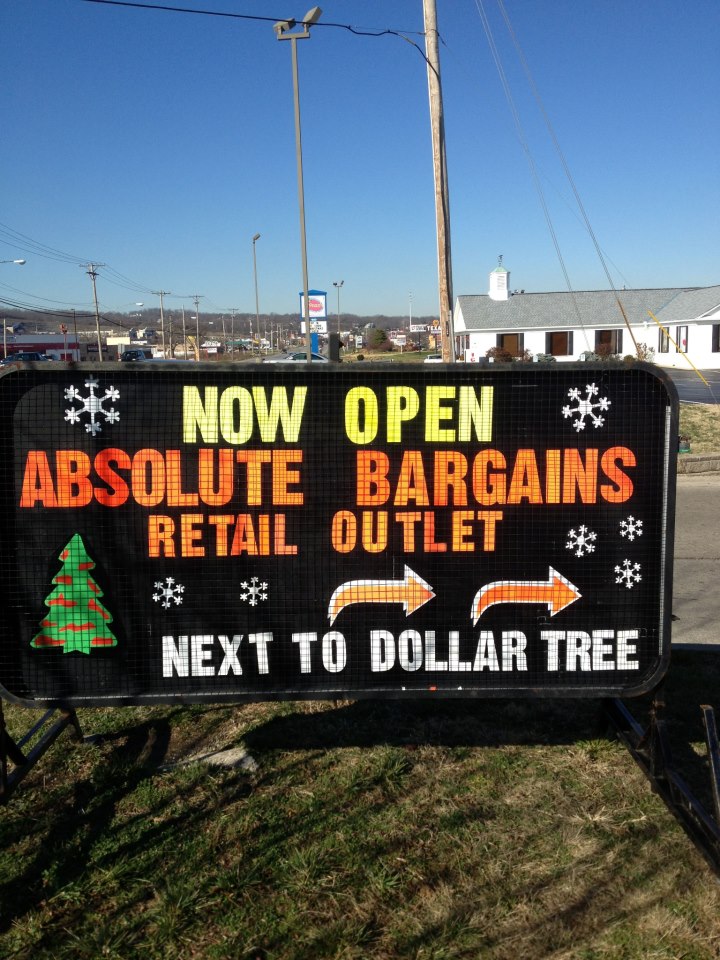 NOW OPEN
ABSOLUTE BARGAINS
RETAIL OUTLET
NEXT TO DOLLAR TREE